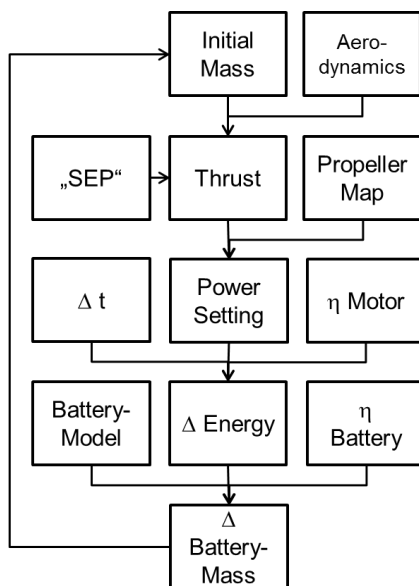 Initial
Mass
Aero-
dynamics
„SEP“
Thrust
Propeller
Map
Δ t
Power
Setting
η Motor
Battery-
Model
Δ Energy
η
Battery
Δ
Battery-
Mass